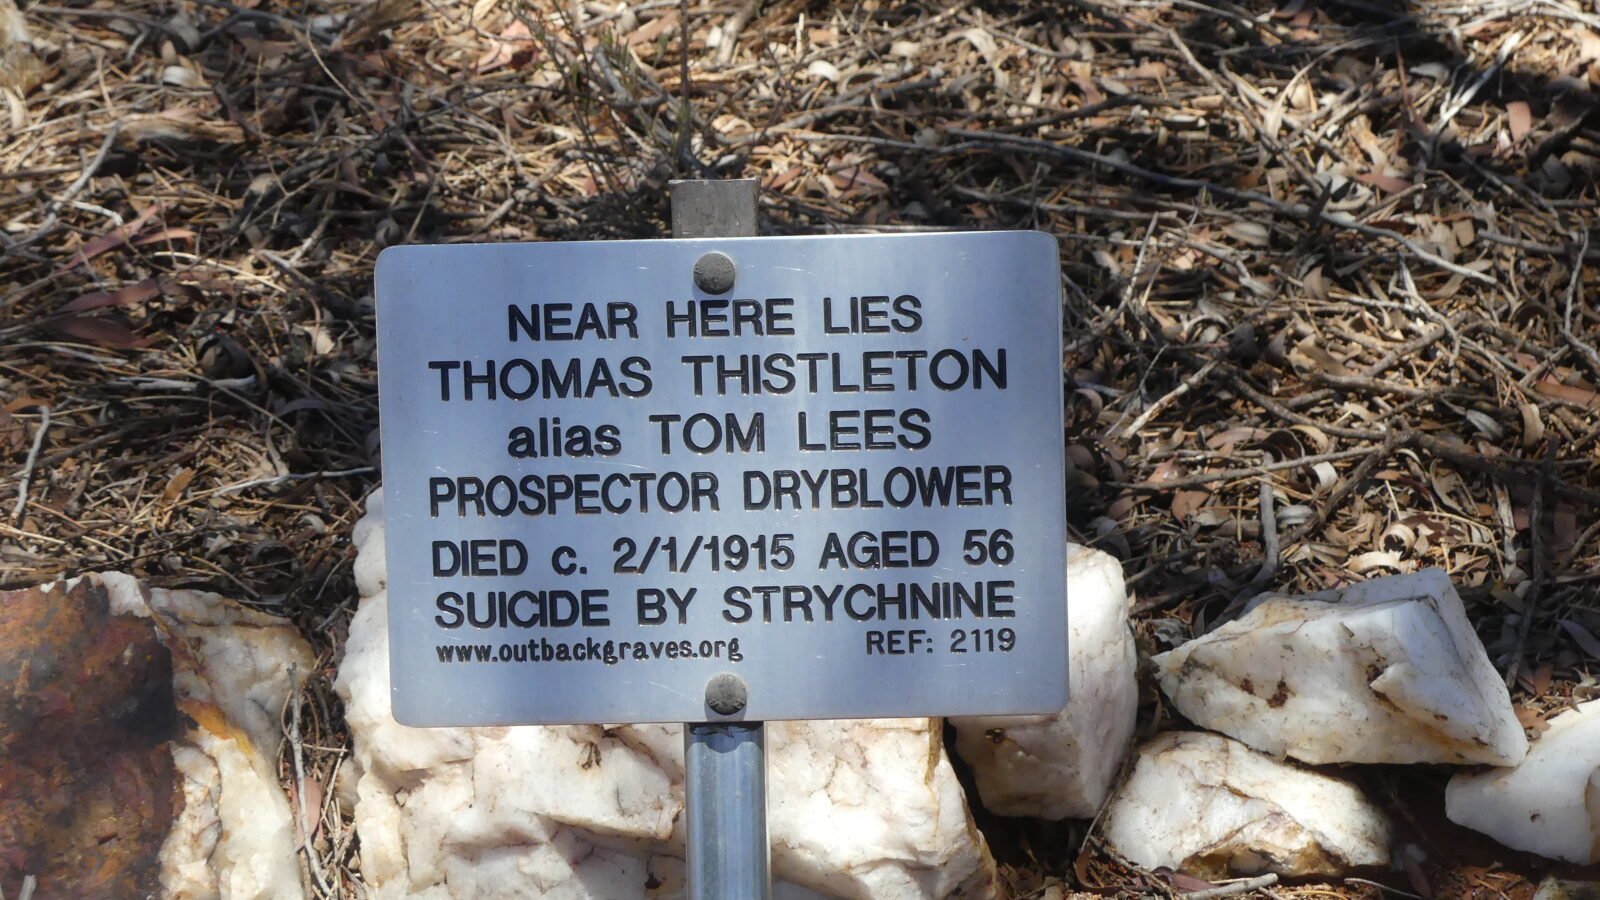 NEAR HERE LIES
THOMAS THISTLETON
alias TOM LEES
PROSPECTOR DRYBLOWER
DIED c. 2/1/1915 AGED 56
SUICIDE BY STRYCHNINE
www.outbackgraves.org REF: 2119